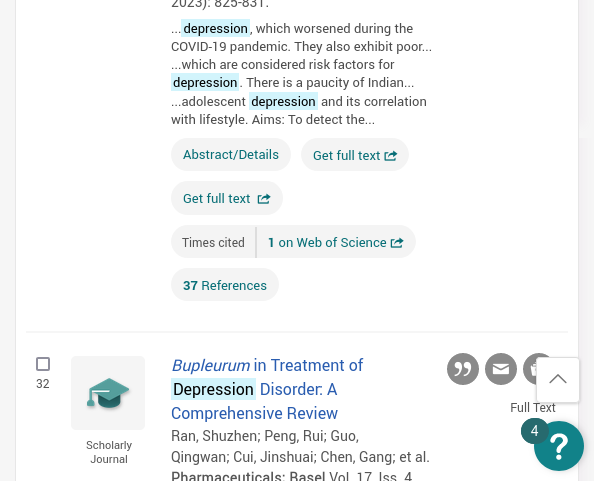 2023): 825-831.
...depression, which worsened during the
COVID-19 pandemic. They also exhibit poor...
...which are considered risk factors for
depression. There is a paucity of Indian...
...adolescent depression and its correlation
with lifestyle. Aims: To detect the...
Abstract/Details
Get full text
Get full text
Times cited
1 on Web of Science
37 References
32
Scholarly
Journal
Bupleurum in Treatment of
Depression Disorder: A
Comprehensive Review
Ran, Shuzhen; Peng, Rui; Guo,
Qingwan; Cui, Jinshuai; Chen, Gang; et al.
Pharmaceuticals; Basel Vol. 17, Iss. 4,
Full Text
4
?